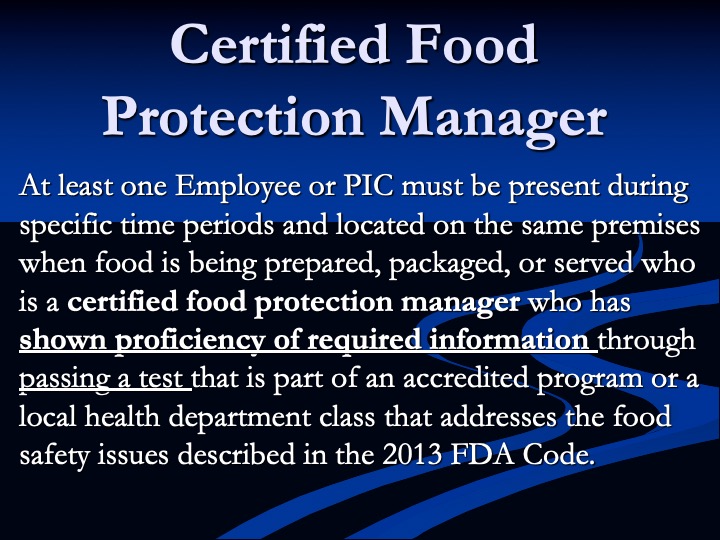 Certified Food
Protection Manager
At least one Employee or PIC must be present during
specific time periods and located on the same premises
when food is being prepared, packaged, or served who
is a certified food protection manager who has
shown proficiency of required information through
passing a test that is part of an accredited program or a
local health department class that addresses the food
safety issues described in the 2013 FDA Code.